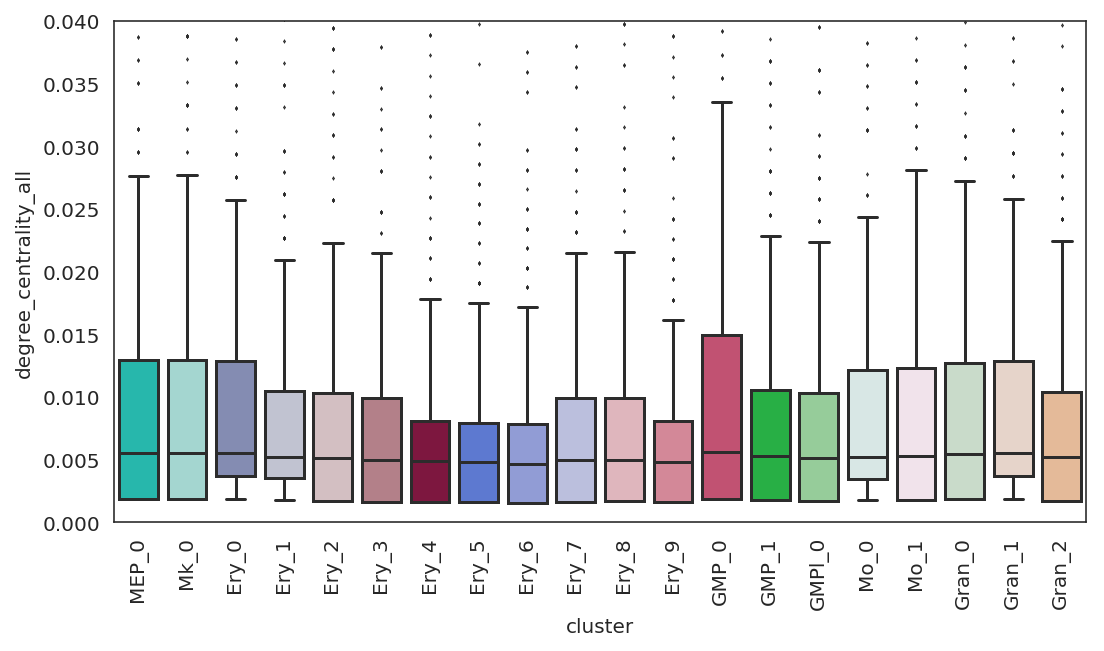 0.040
0.035
0.030
0.025
0.020
0.015
0.010
0.005
0.000
degree_centrality_all
MEP_0
Mk_0
Ery_0
Ery_1
Ery_2
Ery_3
Ery_4
Ery_5
Ery_6
Ery_7
Ery_8
Ery_9
GMP_0
GMP_1
GMPl_0
Mo_0
Mo_1
Gran_0
Gran_1
Gran_2
cluster